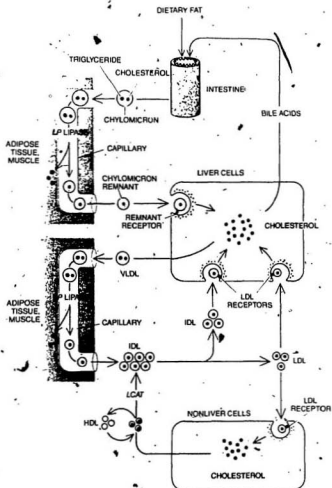 DIETARY FAT
TRIGLYCERIDE
CHOLESTEROL
INTESTINE
CHYLOMICRON
BILE ACIDS
LP LIPASE
ADIPOSE
TISSUE,
MUSCLE
CAPILLARY
CHYLOMICRON
REMNANT
LIVER CELLS
REMNANT
RECEPTOR
CHOLESTEROL
VLDL
LDL
RECEPTORS
LP LIPA
ADIPOSE
TISSUE,
MUSCLE
CAPILLARY
IDL
IDL
LDL
LCAT
HDL
NONLIVER CELLS
LDL
RECEPTOR
CHOLESTEROL